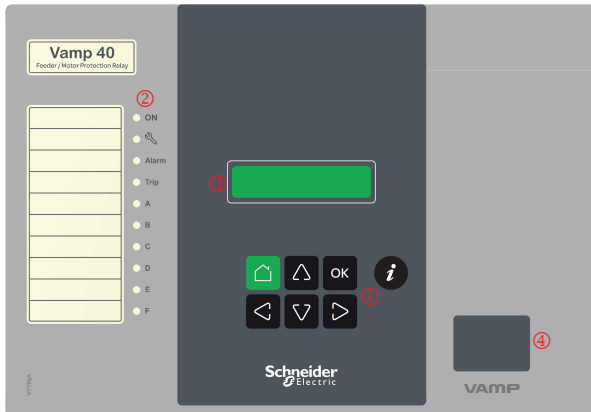 Vamp 40
Feeder / Motor Protection Relay
②
ON
Alarm
Trip
A
B
C
D
E
F
③
OK
i
①
Schneider
Electric
④
VAMP